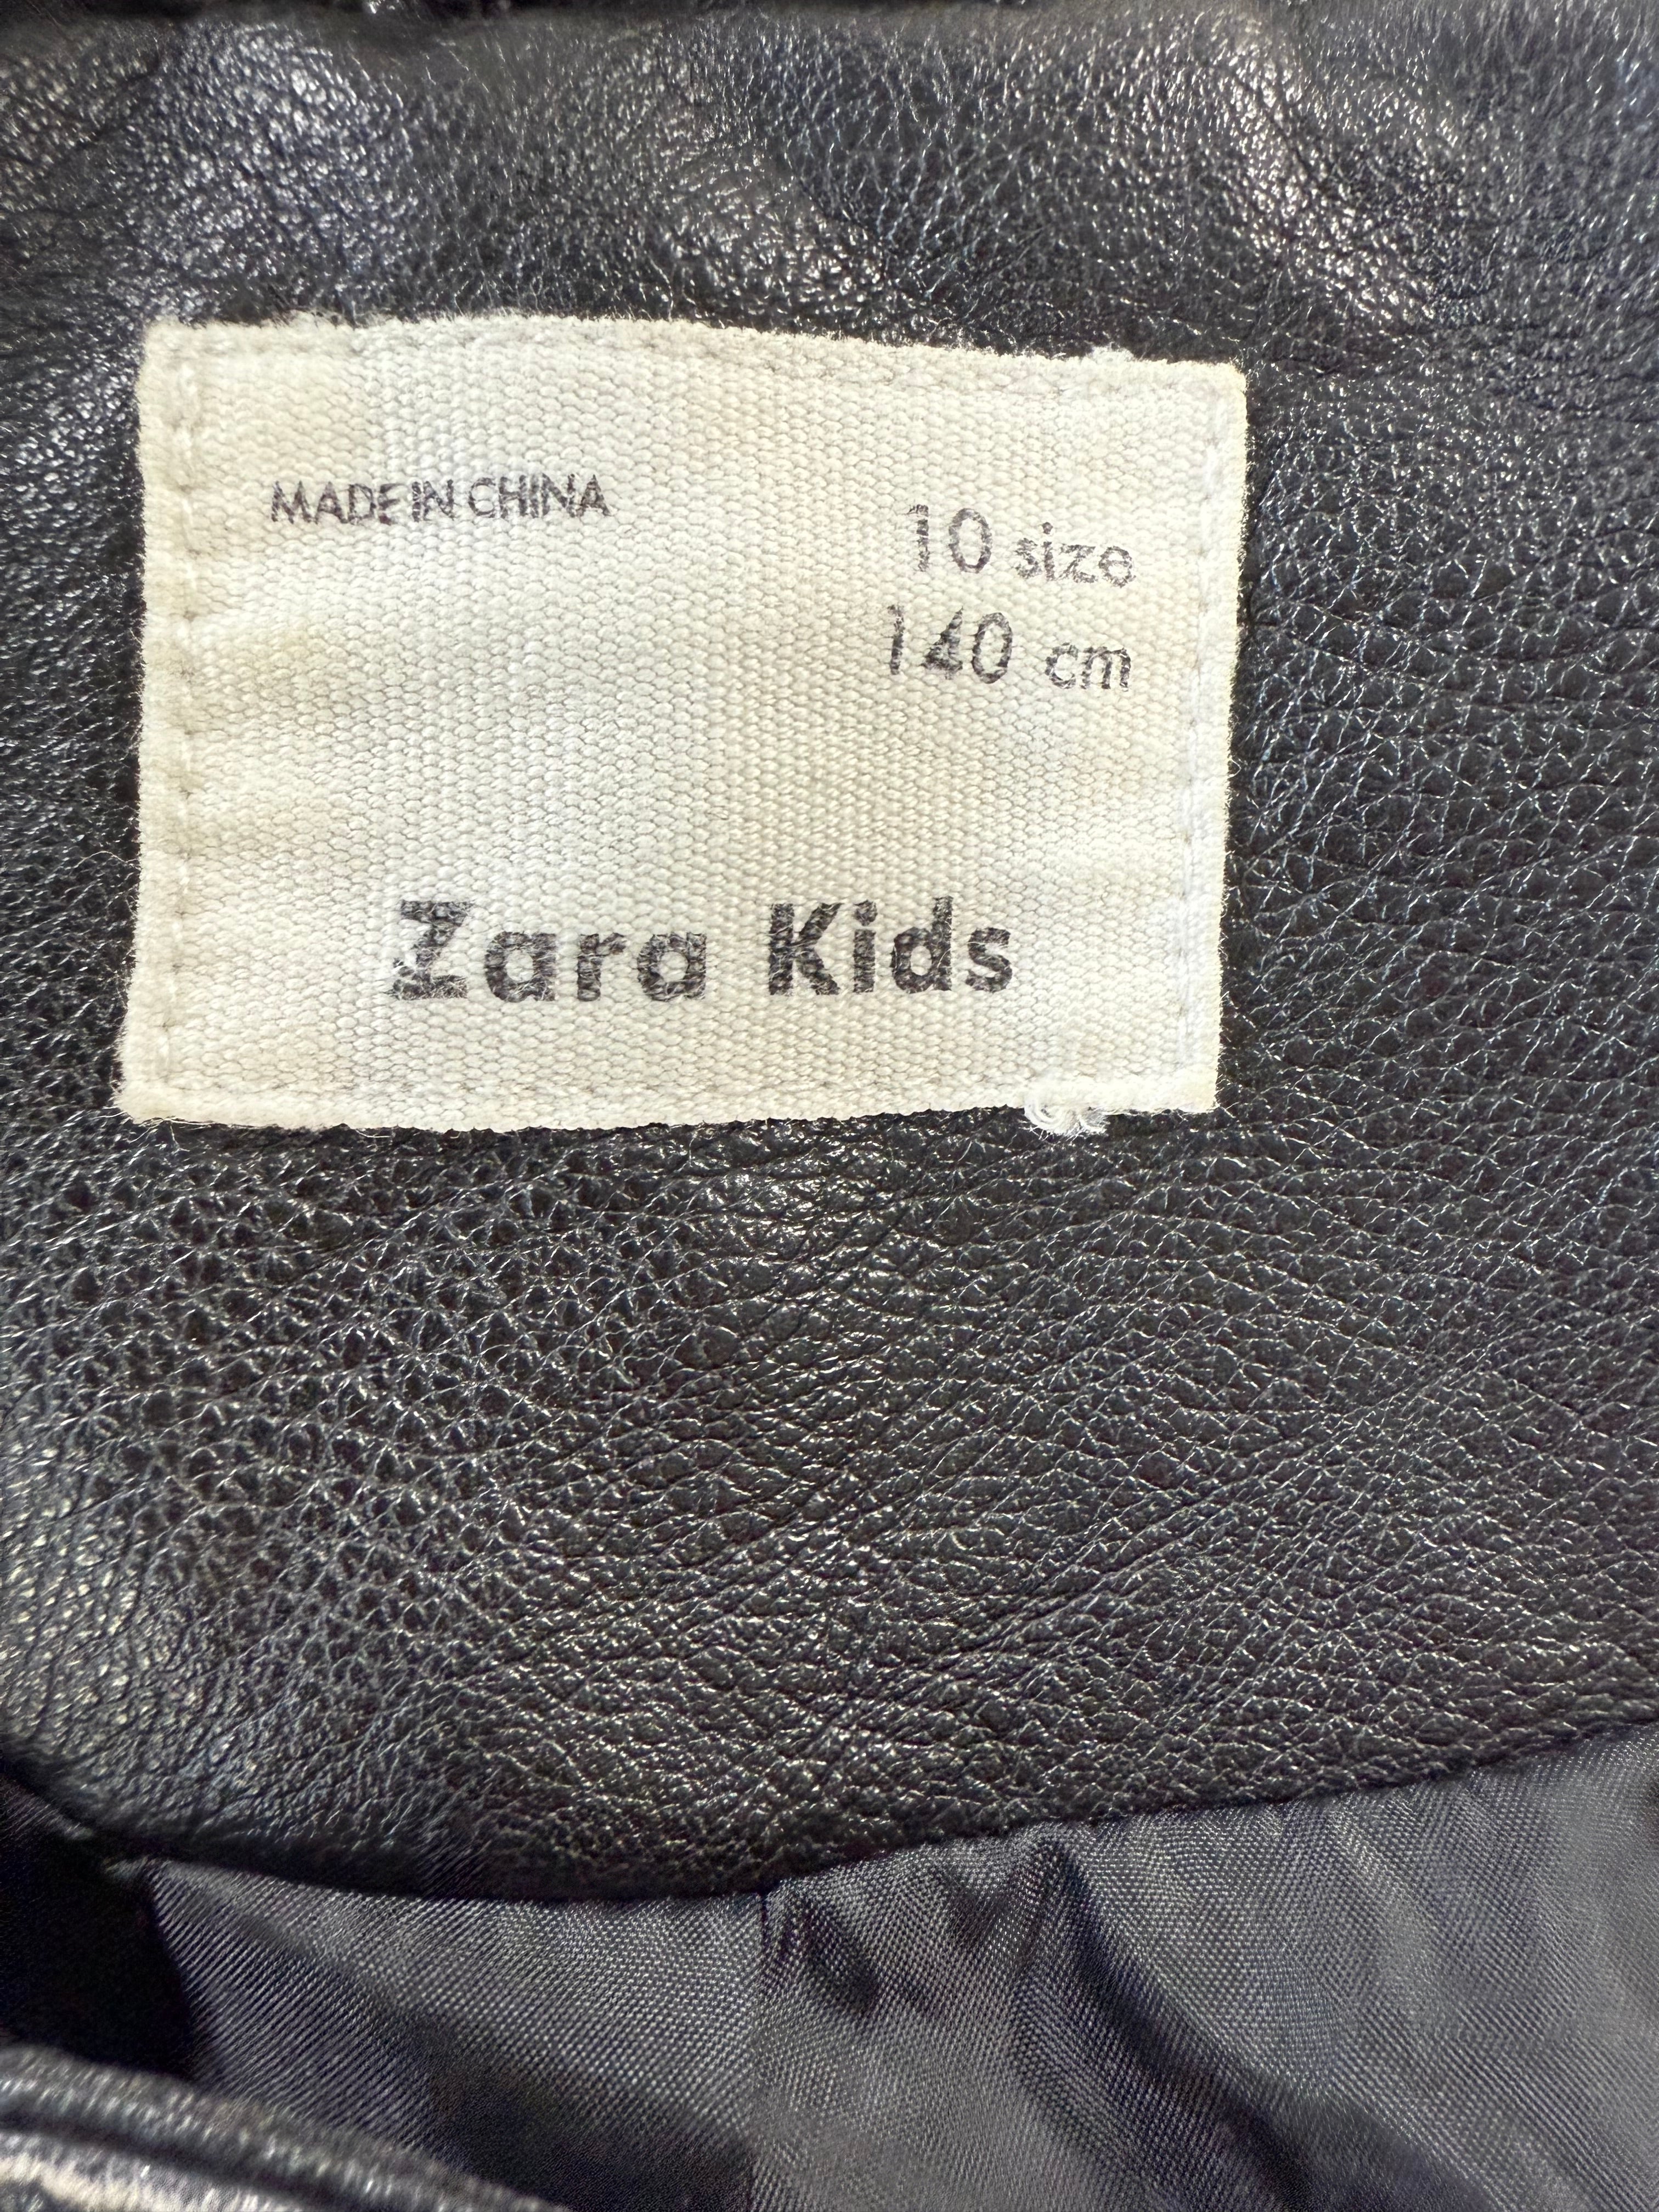 MADE IN CHINA
10 size
140 cm
Zara Kids